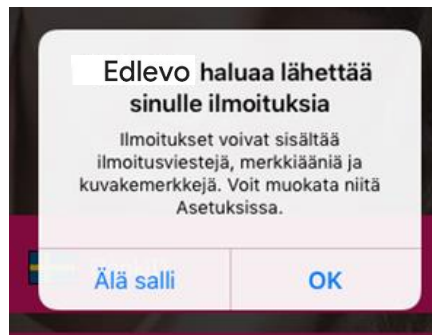 Edlevo haluaa lähettää
sinulle ilmoituksia
Ilmoitukset voivat sisältää
ilmoitusviestejä, merkkiääniä ja
kuvakemerkkejä. Voit muokata niitä
Asetuksissa.
Älä salli
OK